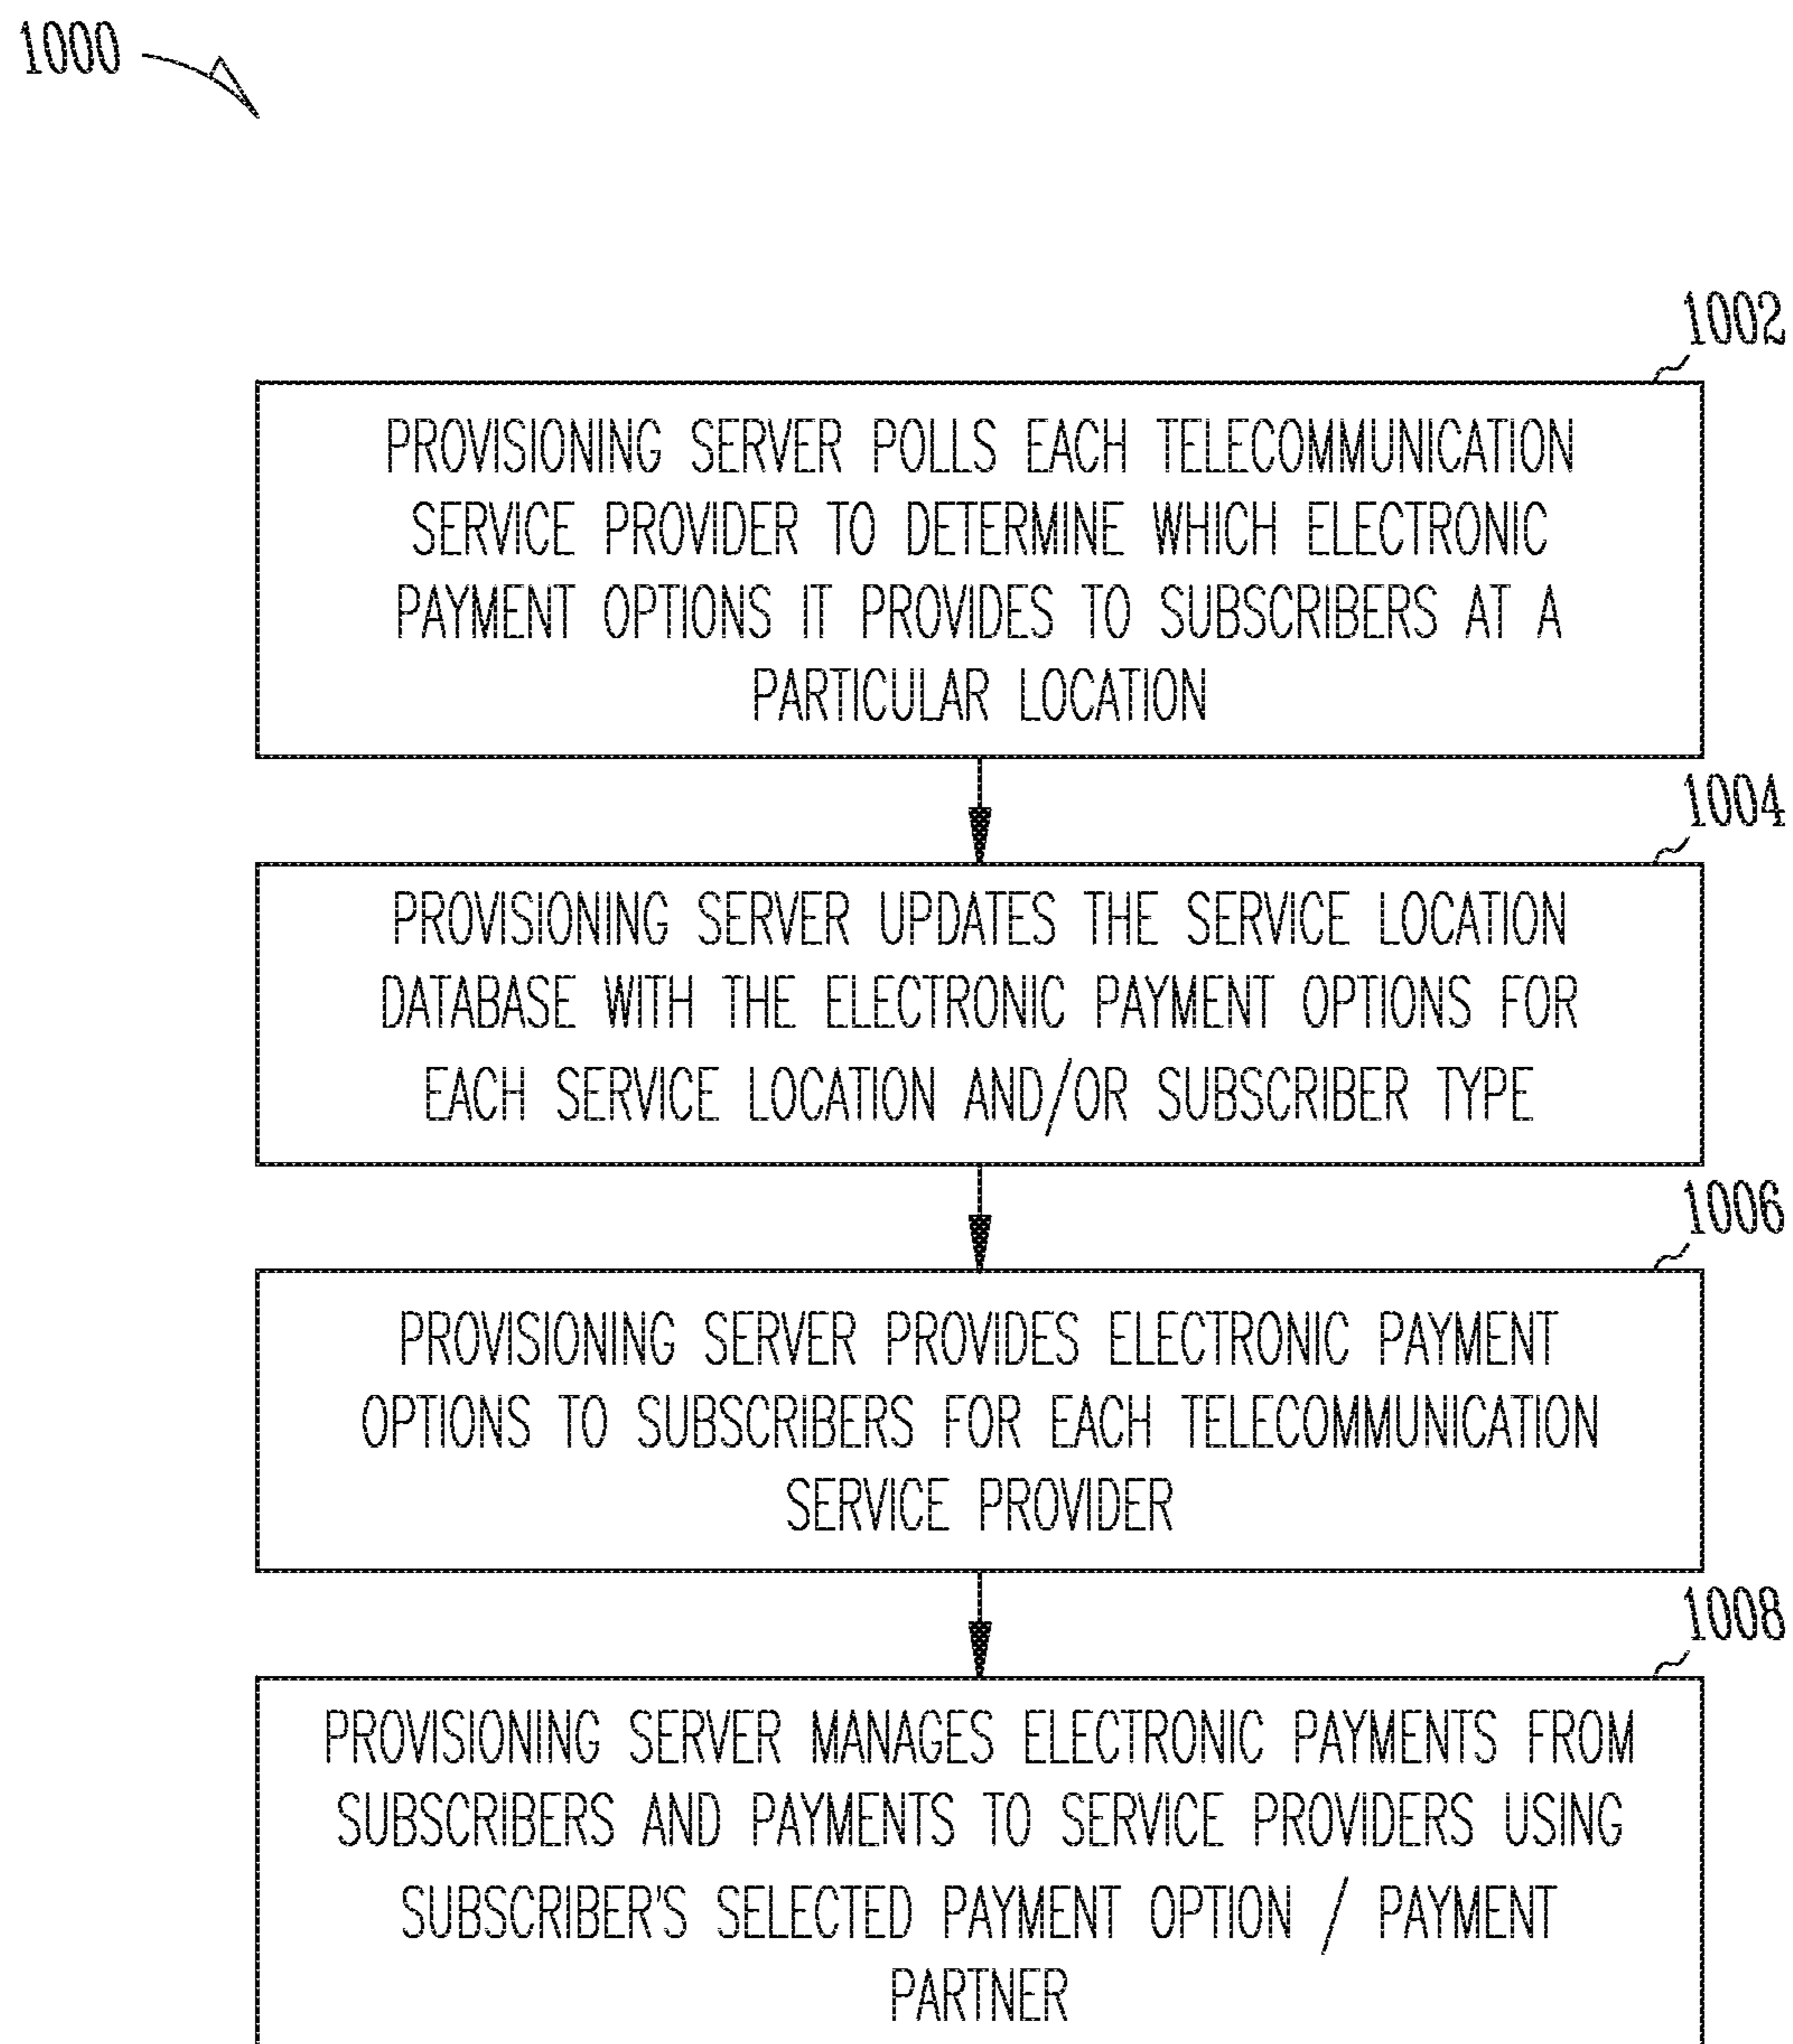 1000
1002
PROVISIONING SERVER POLLS EACH TELECOMMUNICATION
SERVICE PROVIDER TO DETERMINE WHICH ELECTRONIC
PAYMENT OPTIONS IT PROVIDES TO SUBSCRIBERS AT A
PARTICULAR LOCATION
1004
PROVISIONING SERVER UPDATES THE SERVICE LOCATION
DATABASE WITH THE ELECTRONIC PAYMENT OPTIONS FOR
EACH SERVICE LOCATION AND/OR SUBSCRIBER TYPE
1006
PROVISIONING SERVER PROVIDES ELECTRONIC PAYMENT
OPTIONS TO SUBSCRIBERS FOR EACH TELECOMMUNICATION
SERVICE PROVIDER
1008
PROVISIONING SERVER MANAGES ELECTRONIC PAYMENTS FROM
SUBSCRIBERS AND PAYMENTS TO SERVICE PROVIDERS USING
SUBSCRIBER'S SELECTED PAYMENT OPTION / PAYMENT
PARTNER